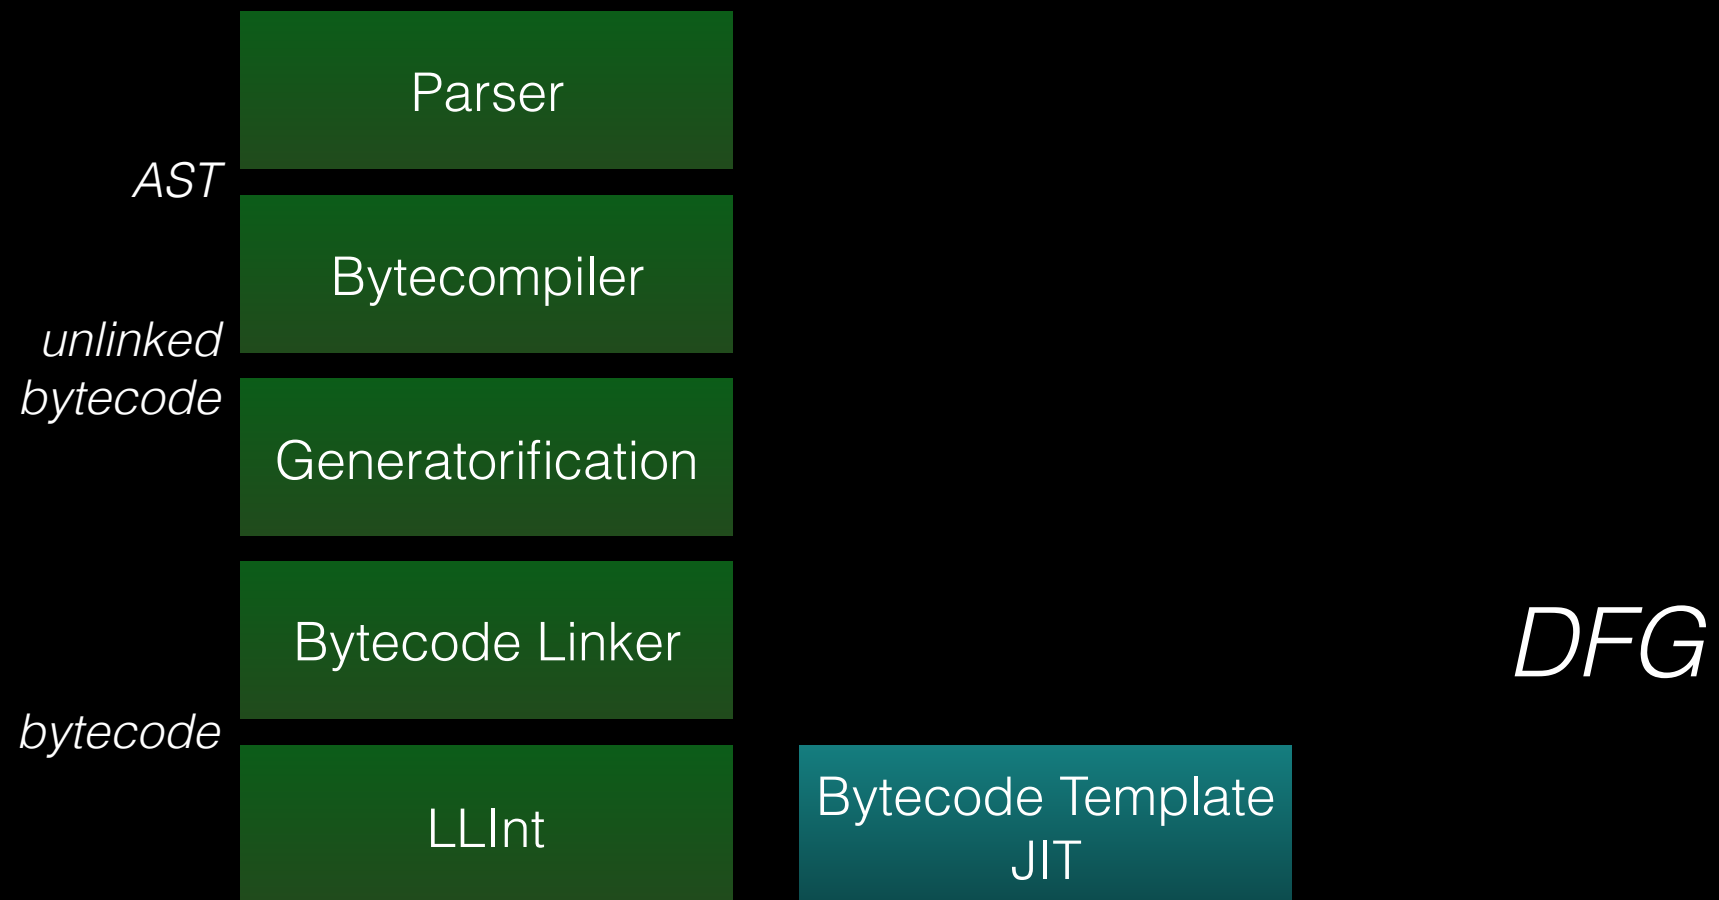 Parser
AST
Bytecompiler
unlinked
bytecode
Generatorification
Bytecode Linker
DFG
bytecode
LLInt
Bytecode Template
JIT